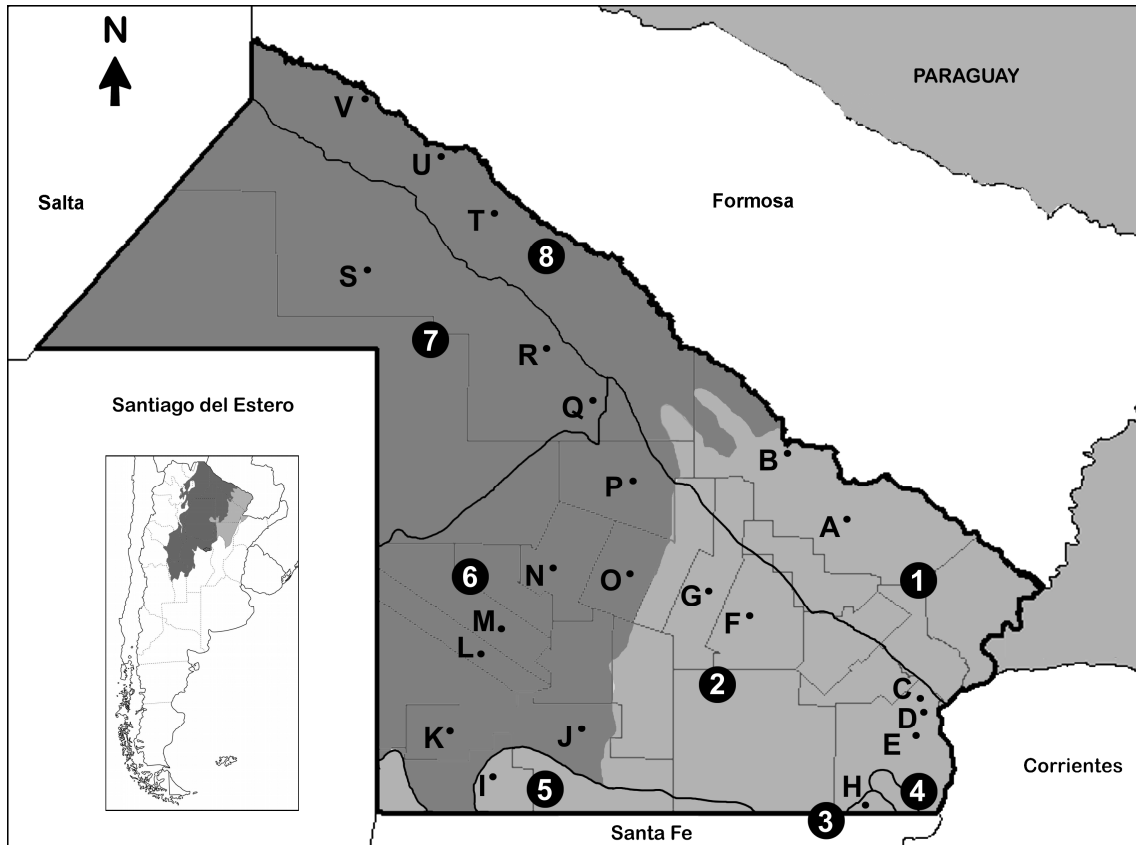 N
PARAGUAY
V
U
Salta
Formosa
T
8
S
7
R
Q
Santiago del Estero
B
P
A
6
N
O
1
G
M
F
L
2
C
D
K
J
E
Corrientes
I
5
H
4
3
Santa Fe